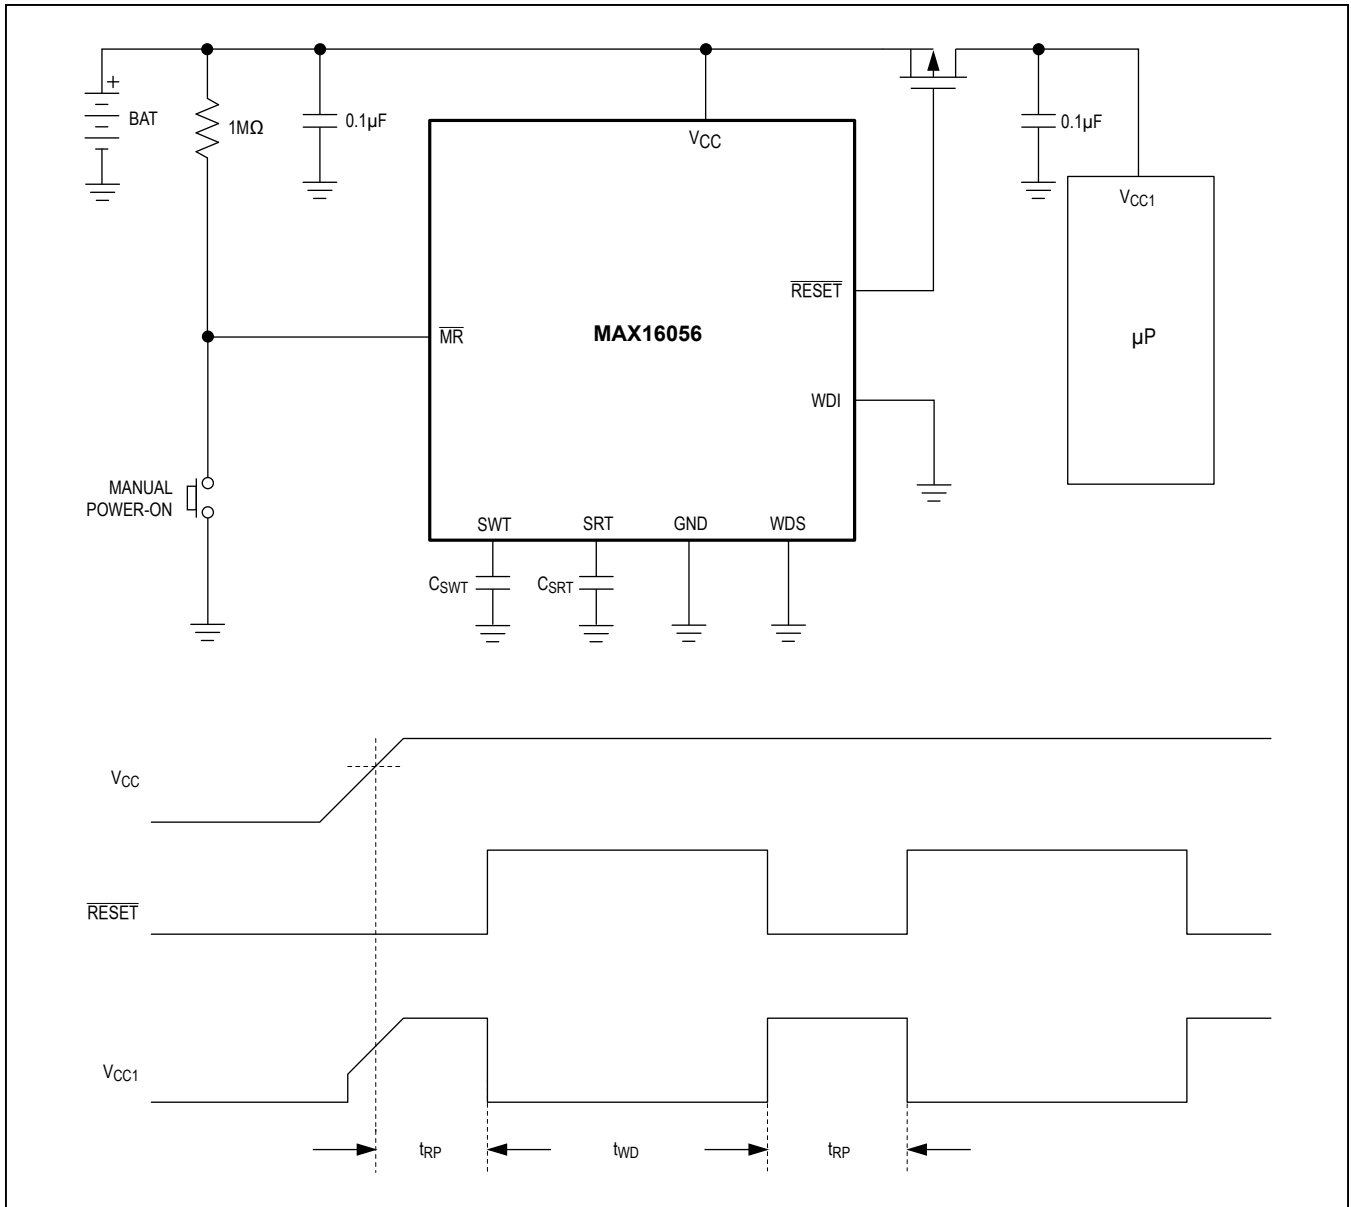 +
BAT
1MΩ
0.1µF
VCC
0.1µF
VCC1
RESET
MR
MAX16056
µP
WDI
MANUAL
POWER-ON
SWT
SRT
GND
WDS
CSWT
CSRT
VCC
RESET
VCC1
tRP
tWD
tRP